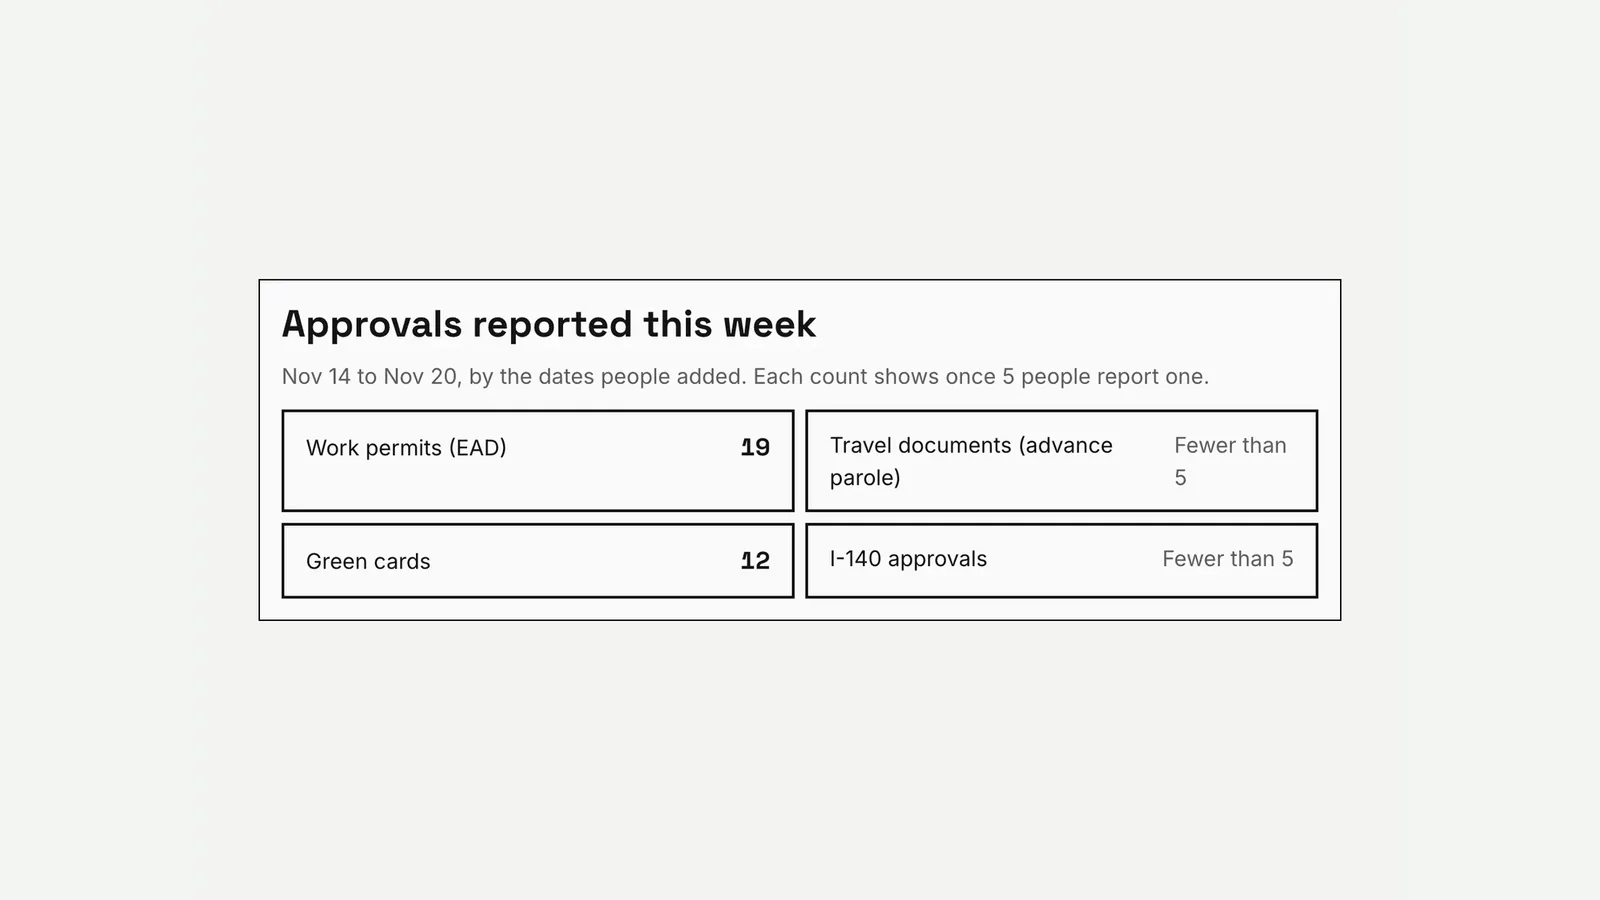 Approvals reported this week
Nov 14 to Nov 20, by the dates people added. Each count shows once 5 people report one.
Work permits (EAD) 19
Travel documents (advance
parole)
Fewer than
5
Green cards 12
I-140 approvals Fewer than 5